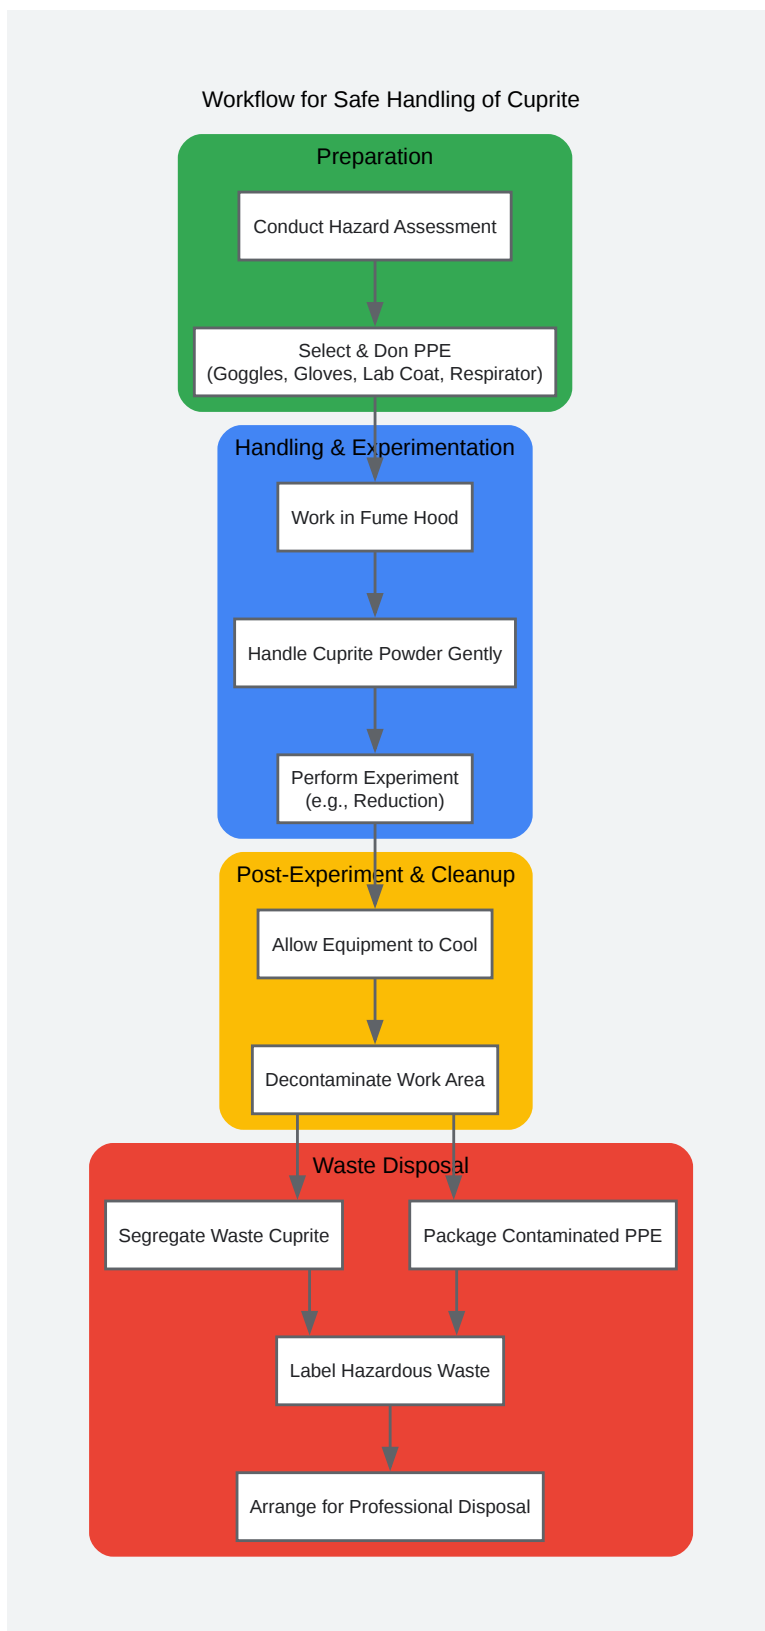 Workflow for Safe Handling of Cuprite
Preparation
Conduct Hazard Assessment
Select & Don PPE
(Goggles, Gloves, Lab Coat, Respirator)
Handling & Experimentation
Work in Fume Hood
Handle Cuprite Powder Gently
Perform Experiment
(e.g., Reduction)
Post-Experiment & Cleanup
Allow Equipment to Cool
Decontaminate Work Area
Waste Disposal
Segregate Waste Cuprite
Package Contaminated PPE
Label Hazardous Waste
Arrange for Professional Disposal